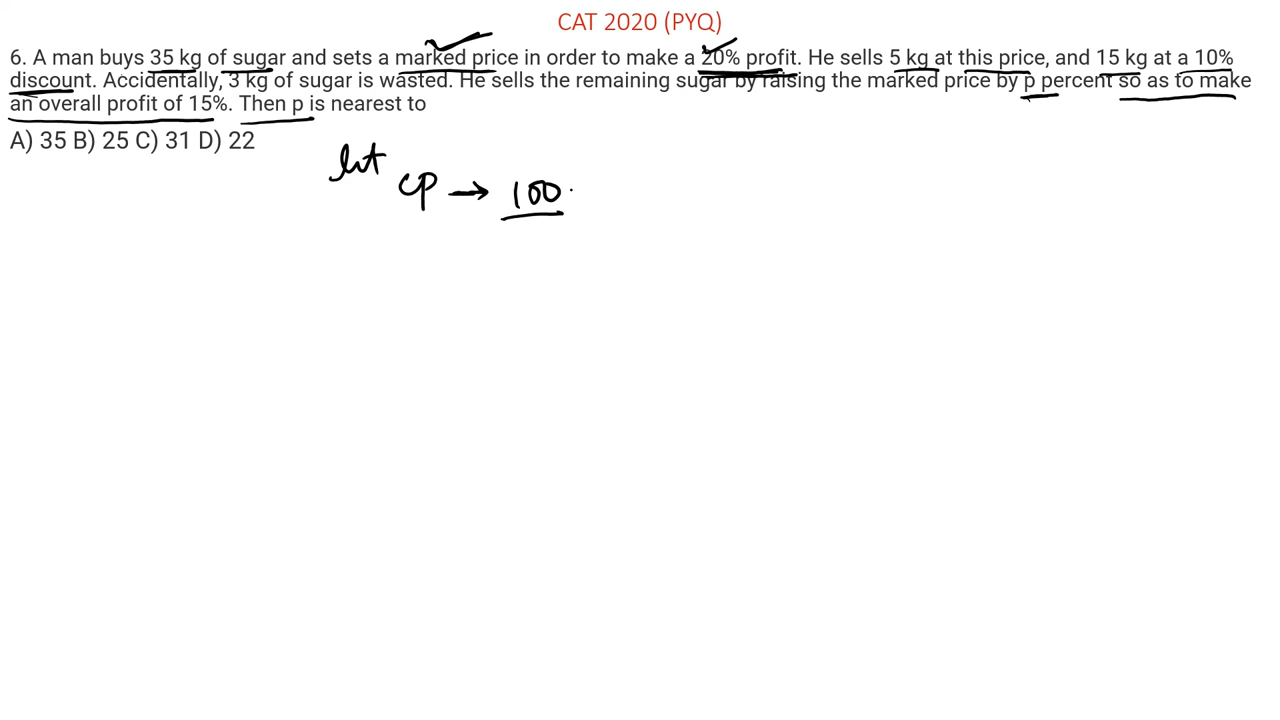 CAT 2020 (PYQ)
6. A man buys 35 kg of sugar and sets a marked price in order to make a 20% profit. He sells 5 kg at this price, and 15 kg at a 10%
discount. Accidentally, 3 kg of sugar is wasted. He sells the remaining sugar by raising the marked price by p percent so as to make
an overall profit of 15%. Then p is nearest to
A) 35 B) 25 C) 31 D) 22
let
CP → 100